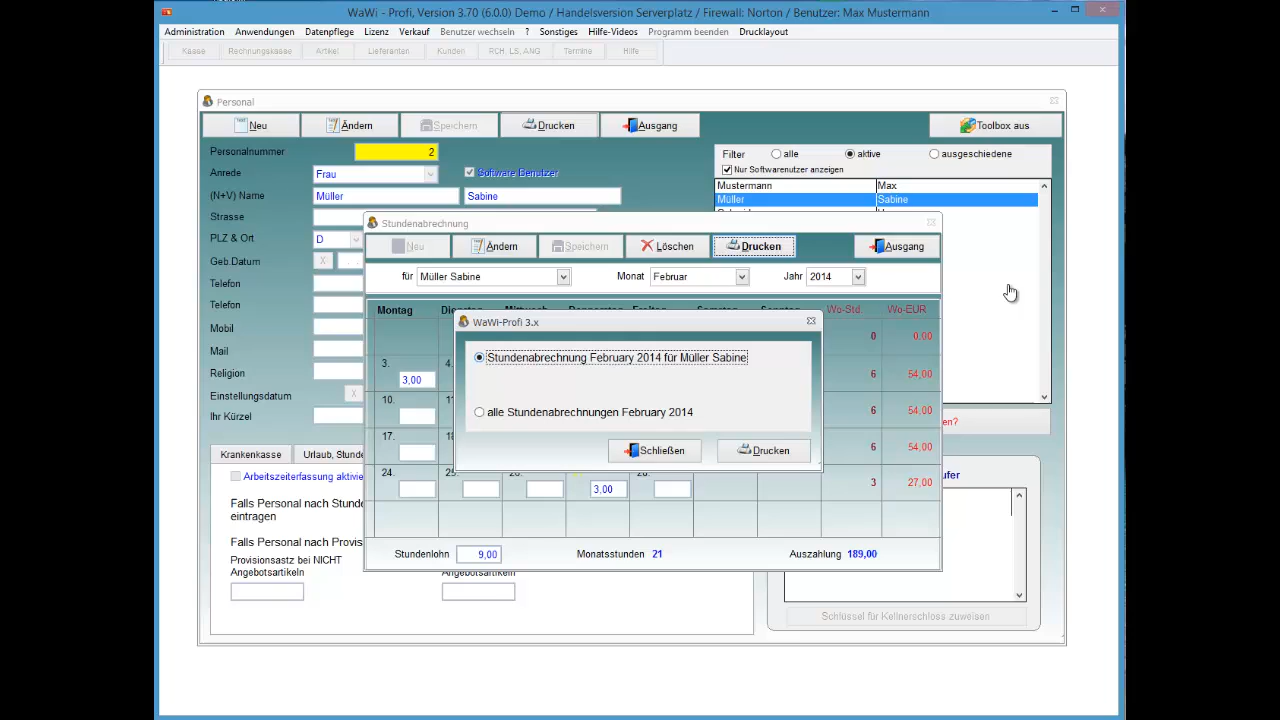 WaWi - Profi, Version 3.70 (6.0.0) Demo / Handelsversion Serverplatz / Firewall: Norton / Benutzer: Max Mustermann
Administration Anwendungen Datenpflege Lizenz Verkauf Benutzer wechseln ? Sonstiges Hilfe-Videos Programm beenden Drucklayout
Kasse Rechnungskasse Artikel Lieferanten Kunden RCH, LS, ANG Termine Hilfe
Personal
Neu Ändern Speichern Drucken Ausgang Toolbox aus
Personalnummer 2
Filter alle aktive ausgeschiedene
Nur Softwarenutzer anzeigen
Anrede Frau Software Benutzer
Mustermann Max
(N+V) Name Müller Sabine
Müller Sabine
Strasse
PLZ & Ort D
Geb.Datum X
Telefon
Telefon
Mobil
Mail
Religion
Einstellungsdatum X
Ihr Kürzel
Stundenabrechnung
Neu Ändern Speichern Löschen Drucken Ausgang
für Müller Sabine Monat Februar Jahr 2014
Montag Wo-Std. Wo-EUR
0 0,00
3. 4. 6 54,00
3,00
10. 6 54,00
17. 6 54,00
24. 25. 3 27,00
3,00
Stundenlohn 9,00 Monatsstunden 21 Auszahlung 189,00
WaWi-Profi 3.x
Stundenabrechnung February 2014 für Müller Sabine
alle Stundenabrechnungen February 2014
Schließen Drucken
en?
ufer
Krankenkasse Urlaub, Stunde
Arbeitszeiterfassung aktivie
Falls Personal nach Stunde
eintragen
Falls Personal nach Provis
Provisionsastz bei NICHT
Angebotsartikeln Angebotsartikeln
Schlüssel für Kellnerschloss zuweisen